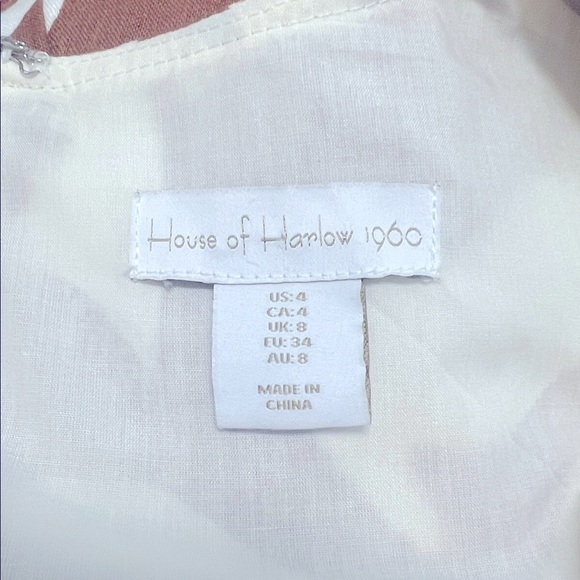 House of Harlow 1960
US: 4
CA: 4
UK: 8
EU: 34
AU: 8
MADE IN
CHINA